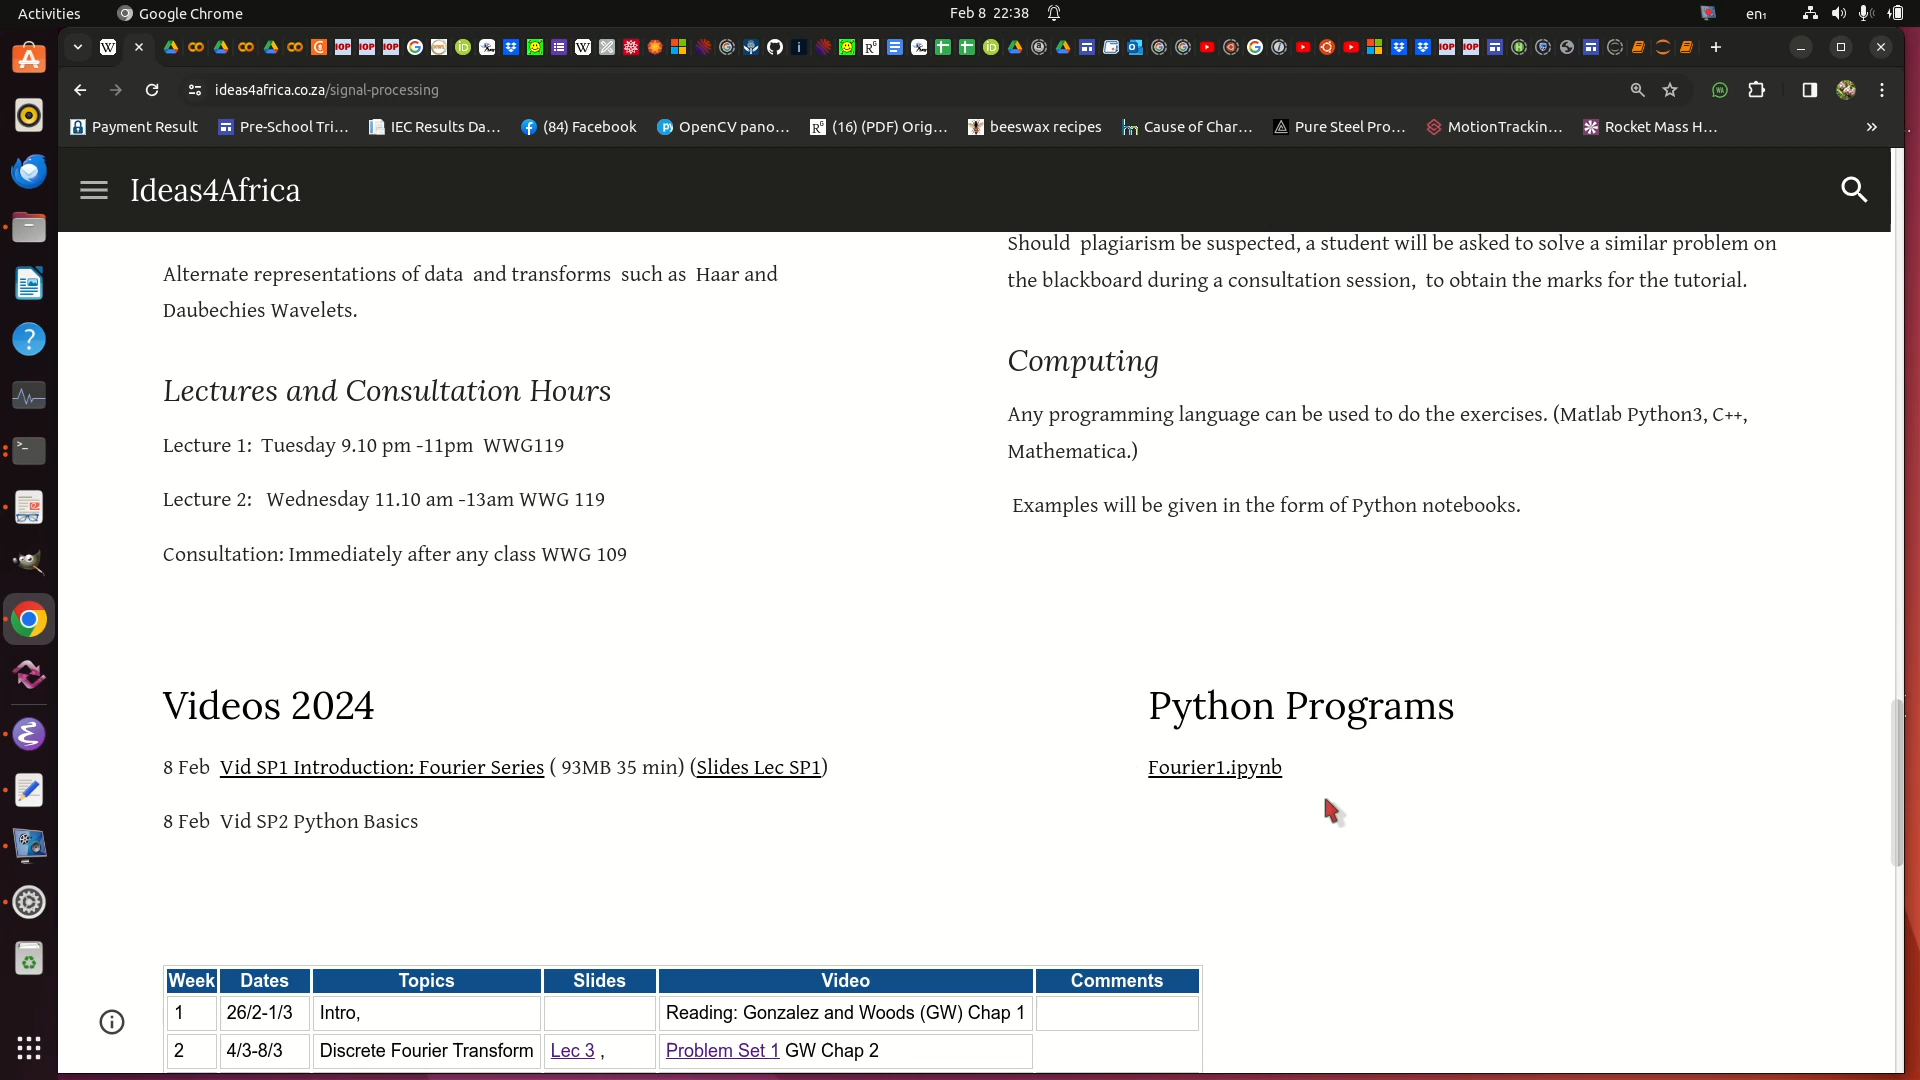 Activities Google Chrome Feb 8 22:38 en₁
ideas4africa.co.za/signal-processing
Payment Result Pre-School Tri... IEC Results Da... (84) Facebook OpenCV pano... (16) (PDF) Orig... beeswax recipes Cause of Char... Pure Steel Pro... MotionTrackin... Rocket Mass H... »
Ideas4Africa
Alternate representations of data and transforms such as Haar and
Daubechies Wavelets.
Lectures and Consultation Hours
Lecture 1: Tuesday 9.10 pm -11pm WWG119
Lecture 2: Wednesday 11.10 am -13am WWG 119
Consultation: Immediately after any class WWG 109
Should plagiarism be suspected, a student will be asked to solve a similar problem on
the blackboard during a consultation session, to obtain the marks for the tutorial.
Computing
Any programming language can be used to do the exercises. (Matlab Python3, C++,
Mathematica.)
Examples will be given in the form of Python notebooks.
Videos 2024
8 Feb Vid SP1 Introduction: Fourier Series ( 93MB 35 min) (Slides Lec SP1)
8 Feb Vid SP2 Python Basics
Python Programs
Fourier1.ipynb
Week Dates Topics Slides Video Comments
1 26/2-1/3 Intro, Reading: Gonzalez and Woods (GW) Chap 1
2 4/3-8/3 Discrete Fourier Transform Lec 3 , Problem Set 1 GW Chap 2